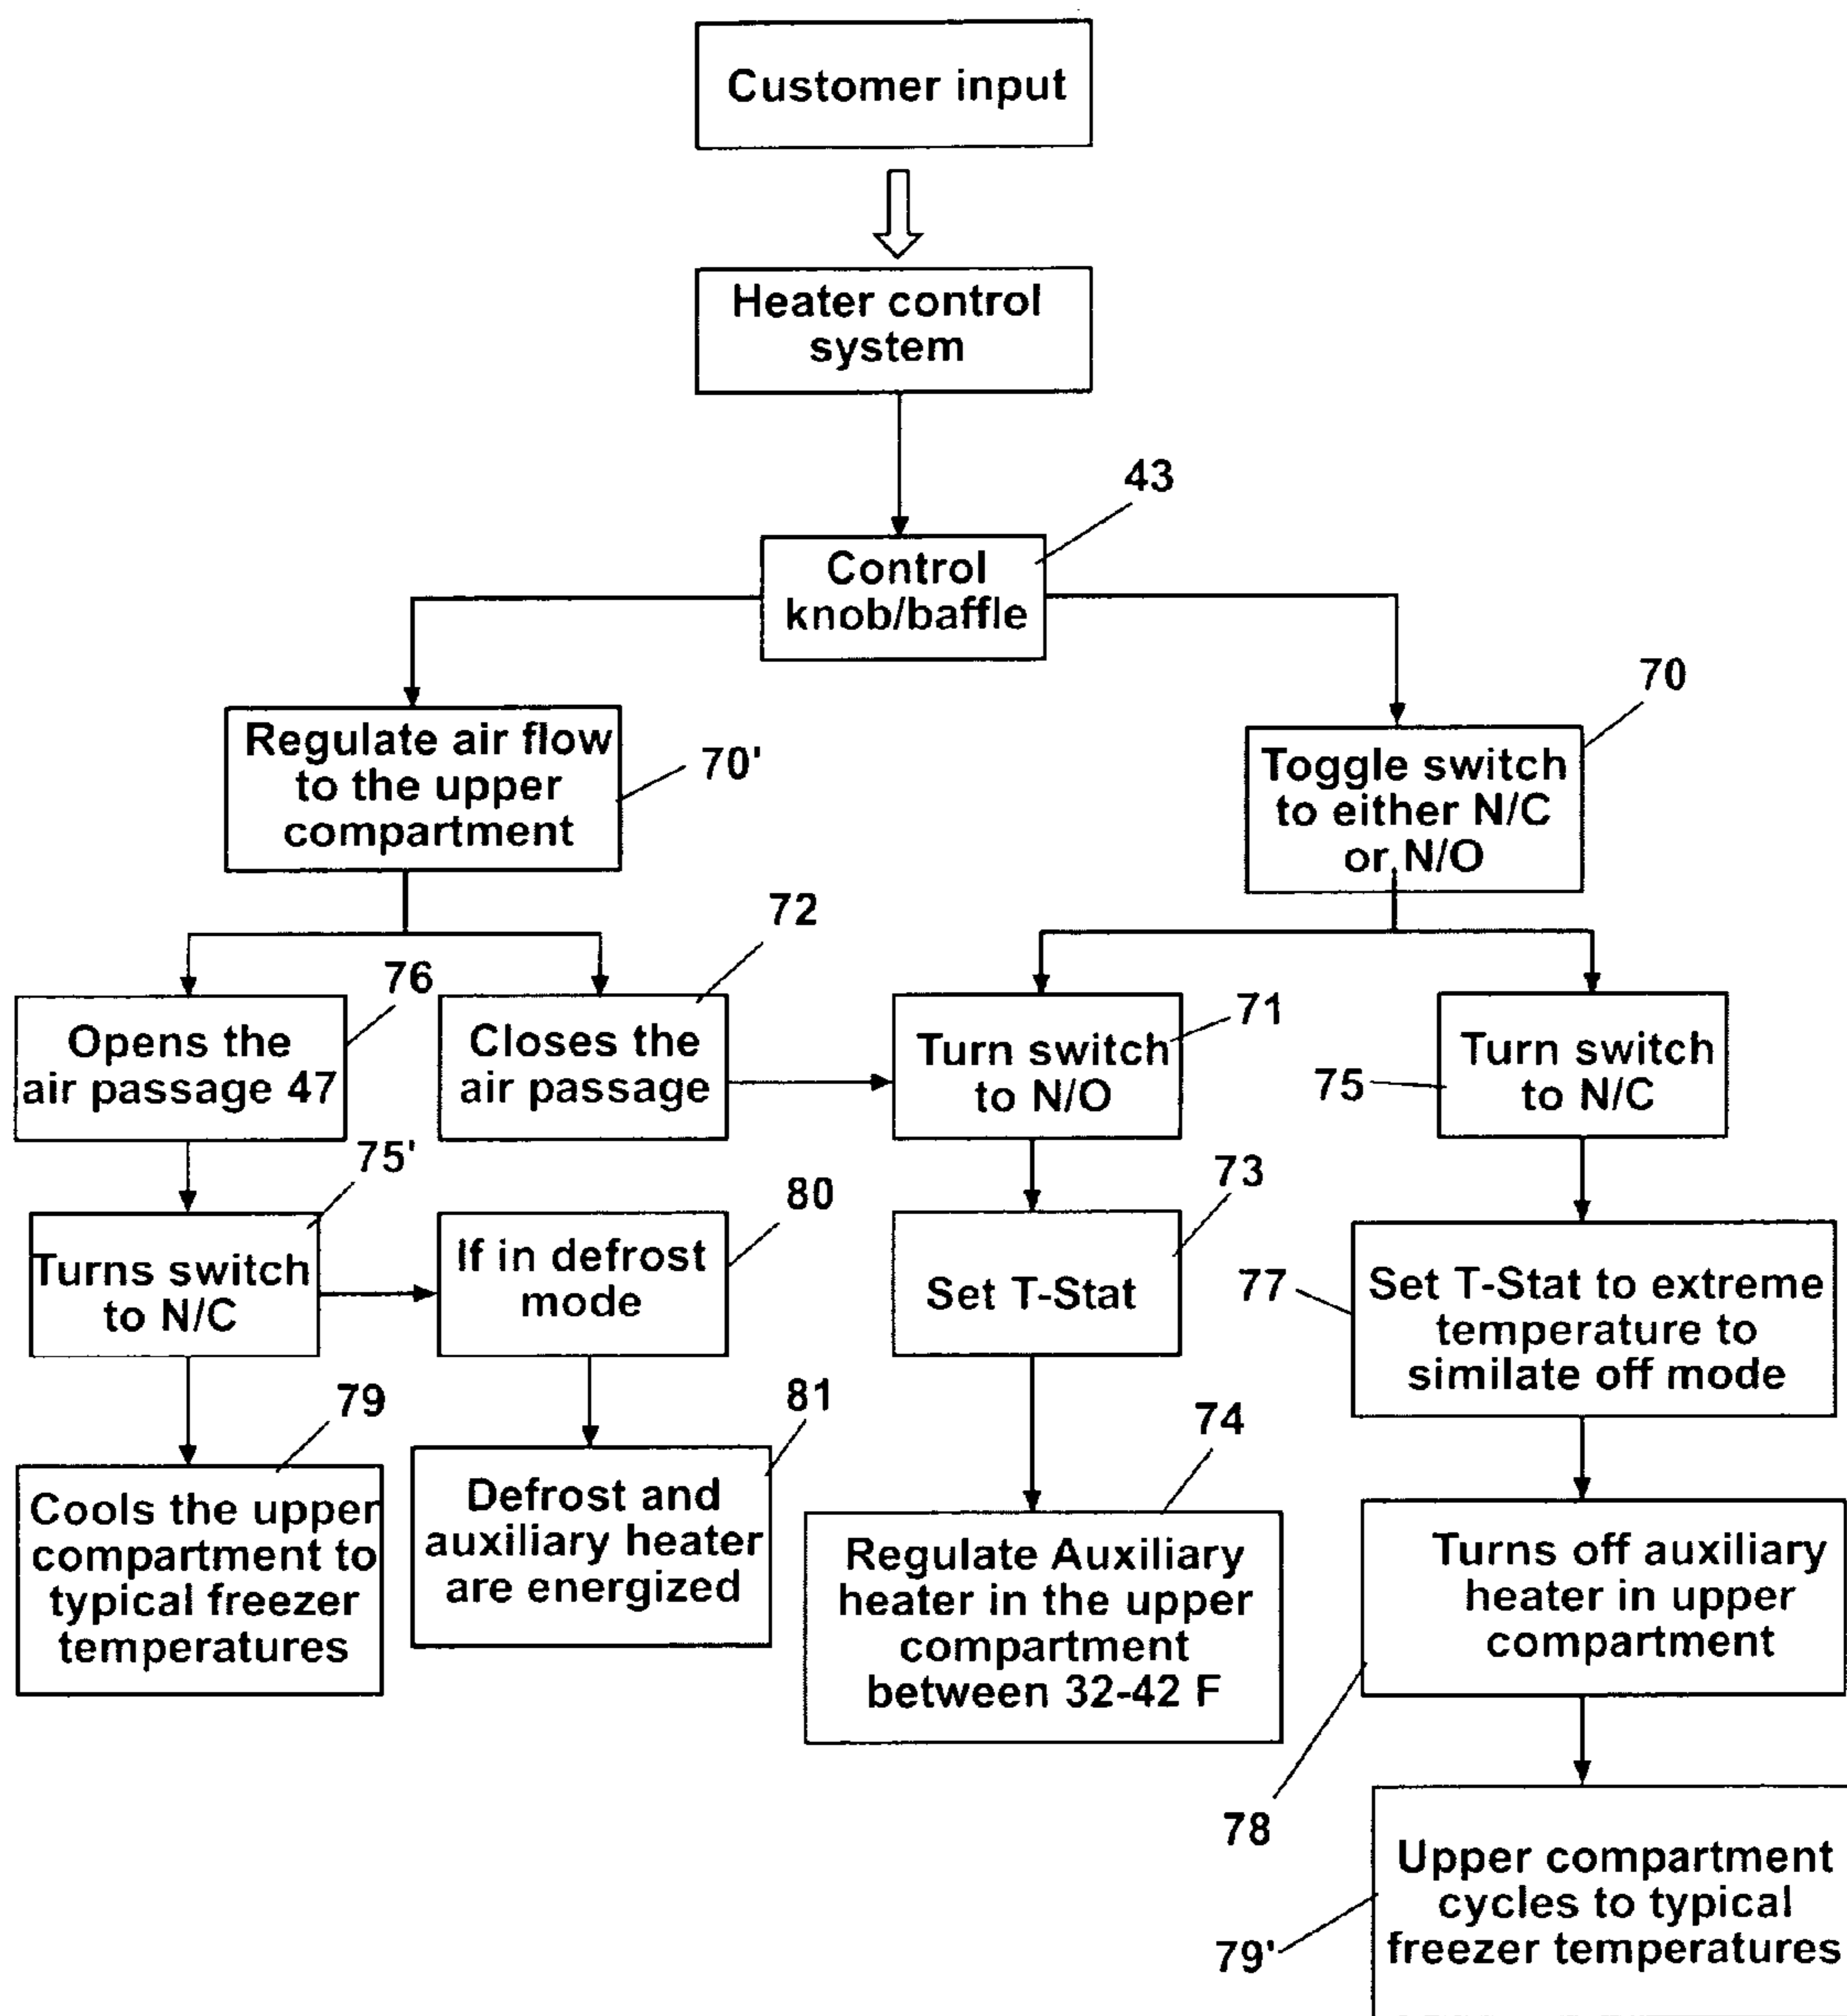 Customer input
Heater control
system
43
Control
knob/baffle
70
Regulate air flow
to the upper
compartment
70'
Toggle switch
to either N/C
or N/O
72
76
71
Opens the
air passage 47
Closes the
air passage
Turn switch
to N/O
75
Turn switch
to N/C
75'
80
73
Turns switch
to N/C
If in defrost
mode
Set T-Stat
77
Set T-Stat to extreme
temperature to
similate off mode
79
81
74
Cools the upper
compartment to
typical freezer
temperatures
Defrost and
auxiliary heater
are energized
Regulate Auxiliary
heater in the upper
compartment
between 32-42 F
Turns off auxiliary
heater in upper
compartment
78
Upper compartment
cycles to typical
freezer temperatures
79'